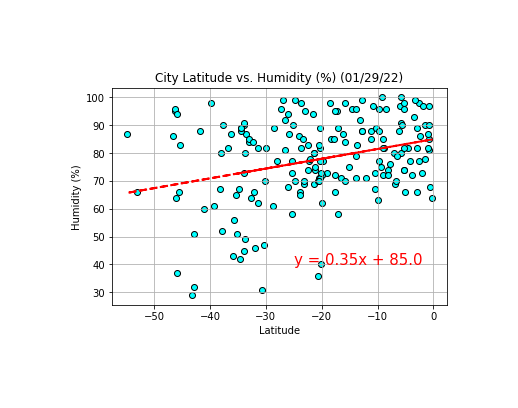 City Latitude vs. Humidity (%) (01/29/22)
100
90
80
70
60
50
40
30
Humidity (%)
y = 0.35x + 85.0
−50 −40 −30 −20 −10 0
Latitude